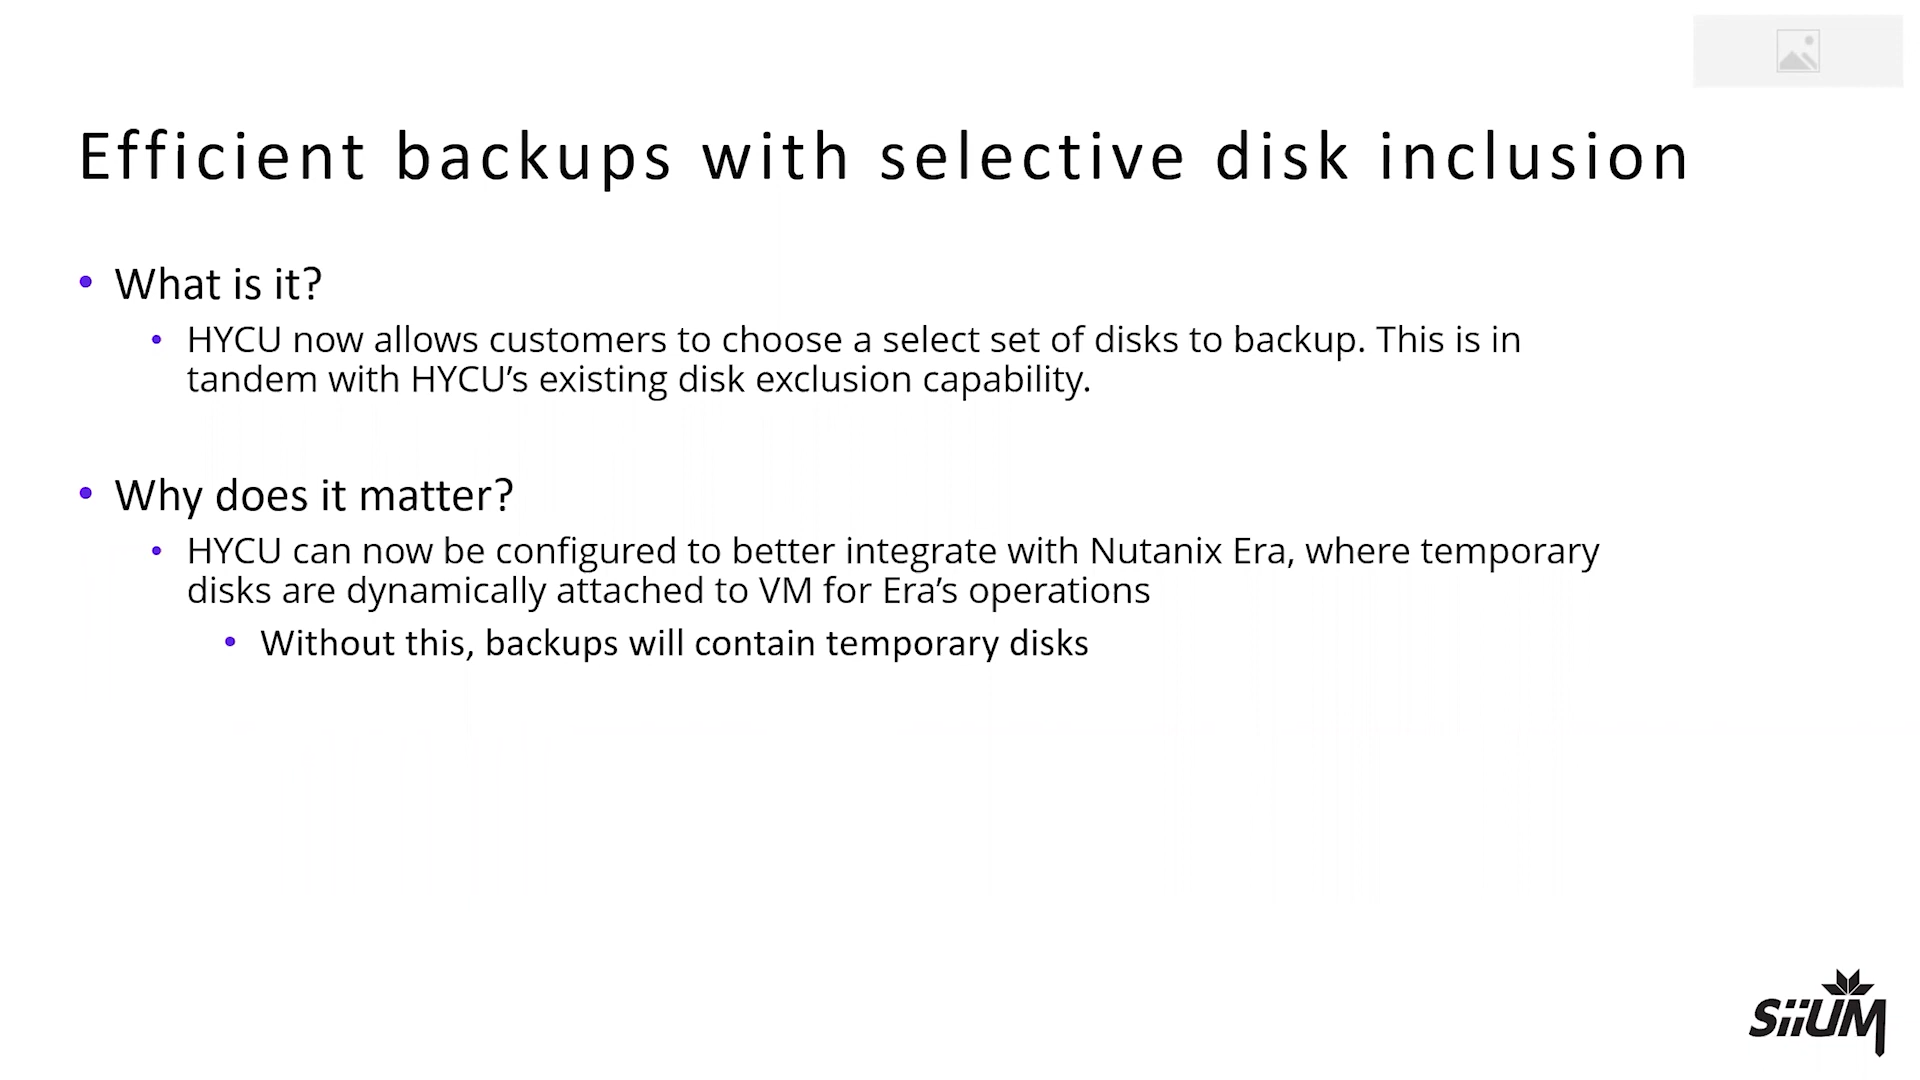 Efficient backups with selective disk inclusion
• What is it?
• HYCU now allows customers to choose a select set of disks to backup. This is in
tandem with HYCU’s existing disk exclusion capability.
• Why does it matter?
• HYCU can now be configured to better integrate with Nutanix Era, where temporary
disks are dynamically attached to VM for Era’s operations
• Without this, backups will contain temporary disks
SiiUM